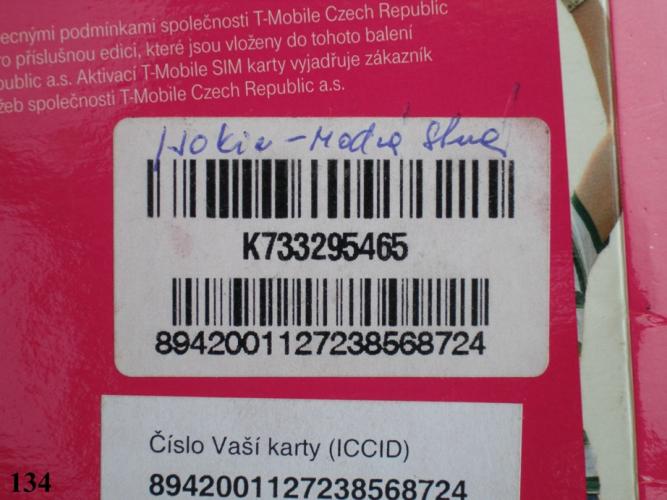 ecnými podmínkami společnosti T-Mobile Czech Republic
ro příslušnou edici, které jsou vloženy do tohoto balení
public a.s. Aktivací T-Mobile SIM karty vyjadřuje zákazník
žeb společnosti T-Mobile Czech Republic a.s.
Nokia - Modrá
K733295465
8942001127238568724
Číslo Vaší karty (ICCID)
8942001127238568724
134